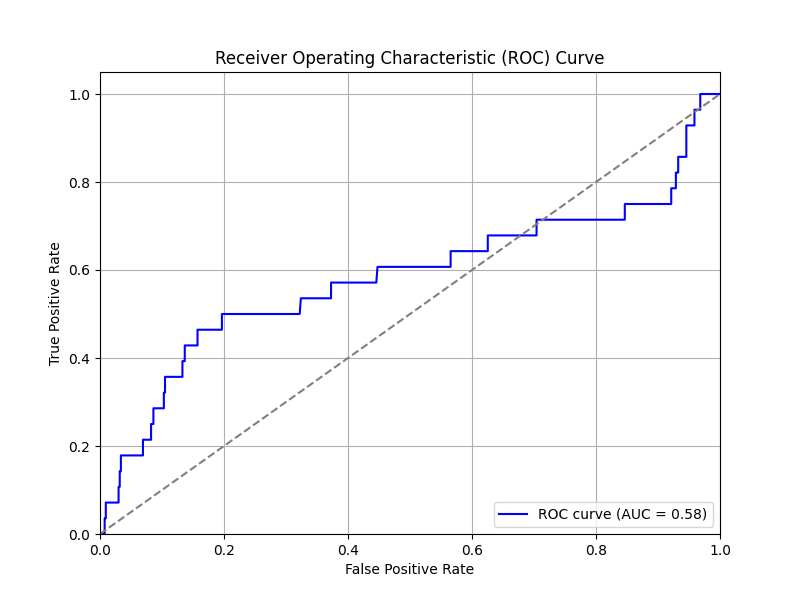 Receiver Operating Characteristic (ROC) Curve
True Positive Rate
1.0
0.8
0.6
0.4
0.2
0.0
0.0 0.2 0.4 0.6 0.8 1.0
False Positive Rate
ROC curve (AUC = 0.58)